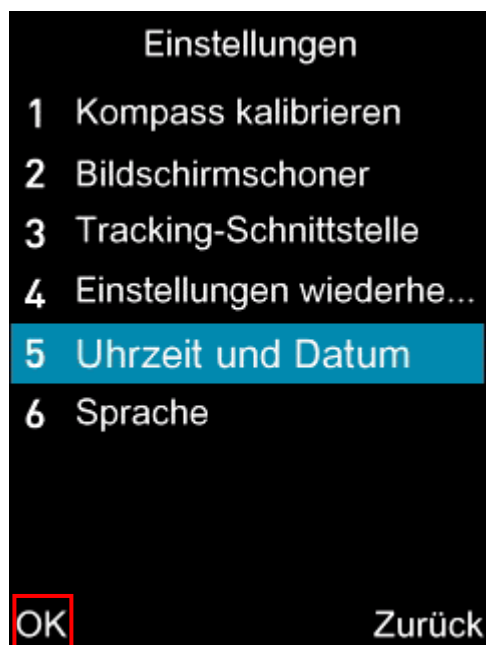 Einstellungen
1 Kompass kalibrieren
2 Bildschirmschoner
3 Tracking-Schnittstelle
4 Einstellungen wiederhe...
5 Uhrzeit und Datum
6 Sprache
OK Zurück